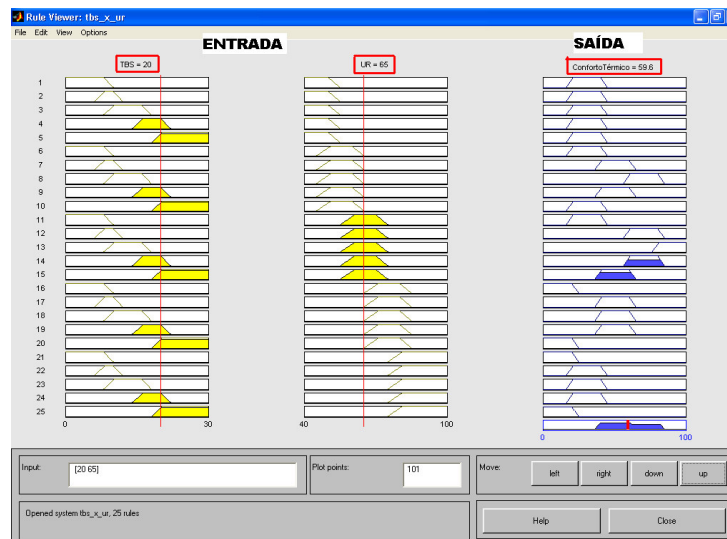 Rule Viewer: tbs_x_ur
File Edit View Options
ENTRADA
SAÍDA
TBS = 20
UR = 65
ConfortoTérmico = 59.6
1
2
3
4
5
6
7
8
9
10
11
12
13
14
15
16
17
18
19
20
21
22
23
24
25
0 30
40 100
0 100
Input: [20 65]
Plot points: 101
Move: left right down up
Opened system tbs_x_ur, 25 rules
Help Close